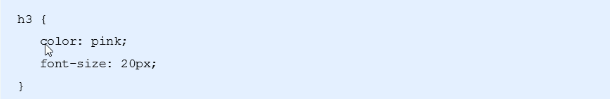 h3 {
color: pink;
font-size: 20px;
}